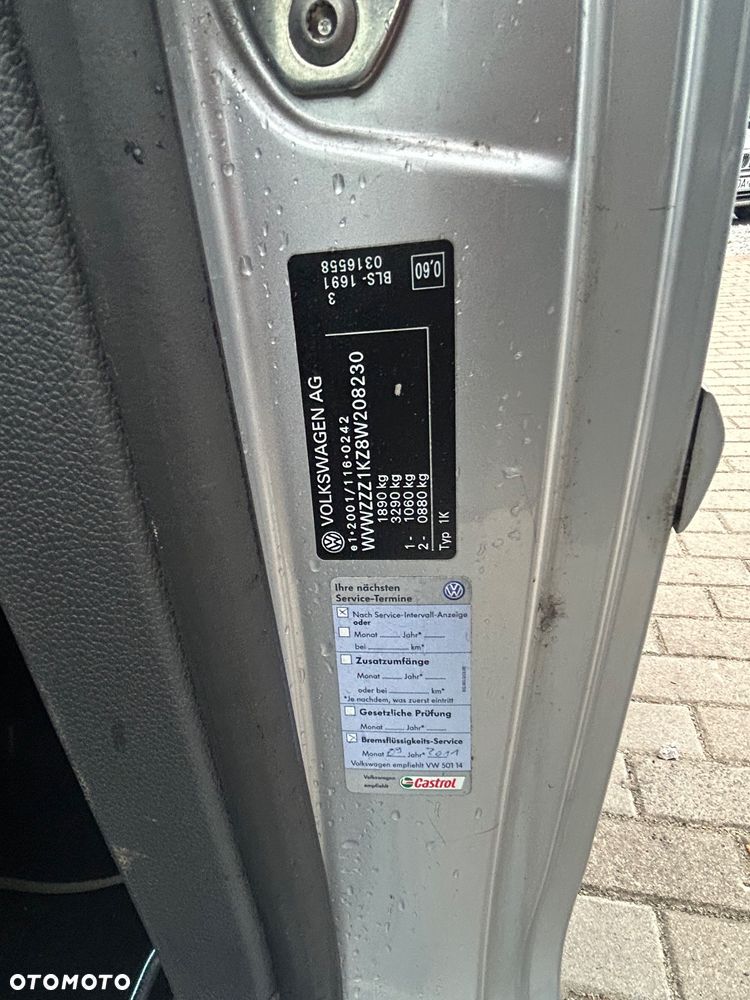 VOLKSWAGEN AG
e1*2001/116*0242
WVWZZZ1KZ8W208230
1890 kg
3290 kg
1- 1060 kg
2- 0880 kg
Typ 1K
3
BLS-1691
0316558
0,60
Ihre nächsten
Service-Termine
Nach Service-Intervall-Anzeige
oder
Monat Jahr*
bei km*
Zusatzumfänge
Monat Jahr*
oder bei km*
*Je nachdem, was zuerst eintritt
Gesetzliche Prüfung
Monat Jahr
Bremsflüssigkeits-Service
Monat 09 Jahr 2011
Volkswagen empfiehlt VW 501 14
Volkswagen
empfiehlt
Castrol
OTOMOTO